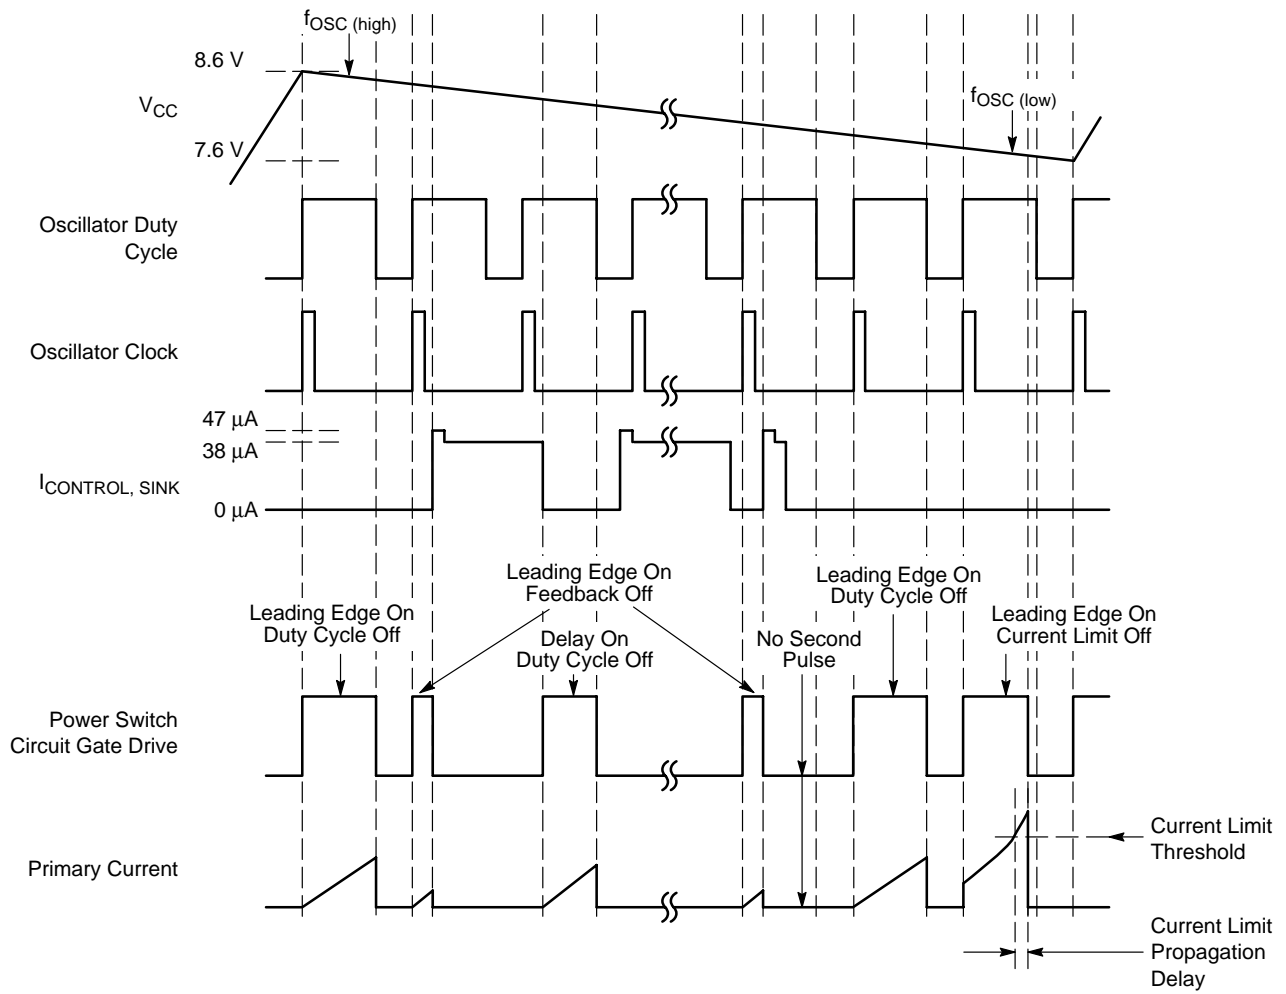 fOSC (high)
8.6 V
VCC
fOSC (low)
7.6 V
Oscillator Duty
Cycle
Oscillator Clock
47 μA
38 μA
ICONTROL, SINK
0 μA
Leading Edge On
Duty Cycle Off
Leading Edge On
Feedback Off
Delay On
Duty Cycle Off
No Second
Pulse
Leading Edge On
Duty Cycle Off
Leading Edge On
Current Limit Off
Power Switch
Circuit Gate Drive
Primary Current
Current Limit
Threshold
Current Limit
Propagation
Delay